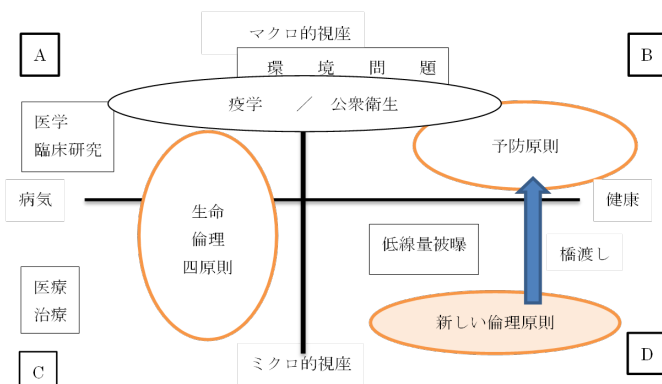 マクロ的視座
A
B
環 境 問 題
疫学 ／ 公衆衛生
医学
臨床研究
予防原則
病気
健康
生命
倫理
四原則
低線量被曝
橋渡し
医療
治療
新しい倫理原則
ミクロ的視座
C
D